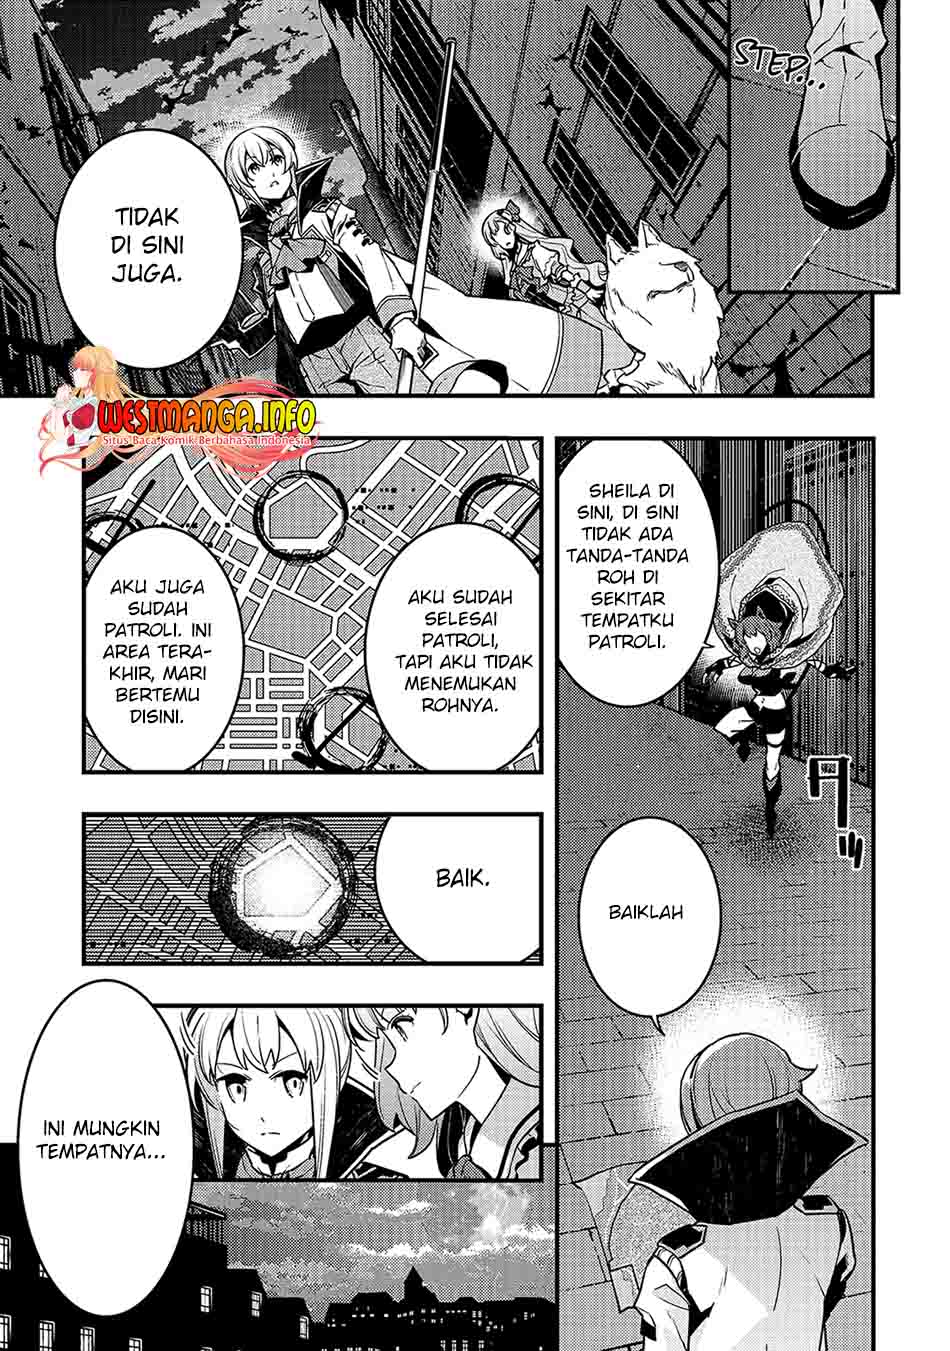 STEP...
TIDAK
DI SINI
JUGA.
WESTMANGA.INFO
Situs Baca Komik Berbahasa Indonesia
SHEILA DI
SINI, DI SINI
TIDAK ADA
TANDA-TANDA
ROH DI
SEKITAR
TEMPATKU
PATROLI.
AKU SUDAH
SELESAI
PATROLI,
TAPI AKU TIDAK
MENEMUKAN
ROHNYA.
AKU JUGA
SUDAH
PATROLI. INI
AREA TERA-
KHIR, MARI
BERTEMU
DISINI.
BAIKLAH
BAIK.
INI MUNGKIN
TEMPATNYA...